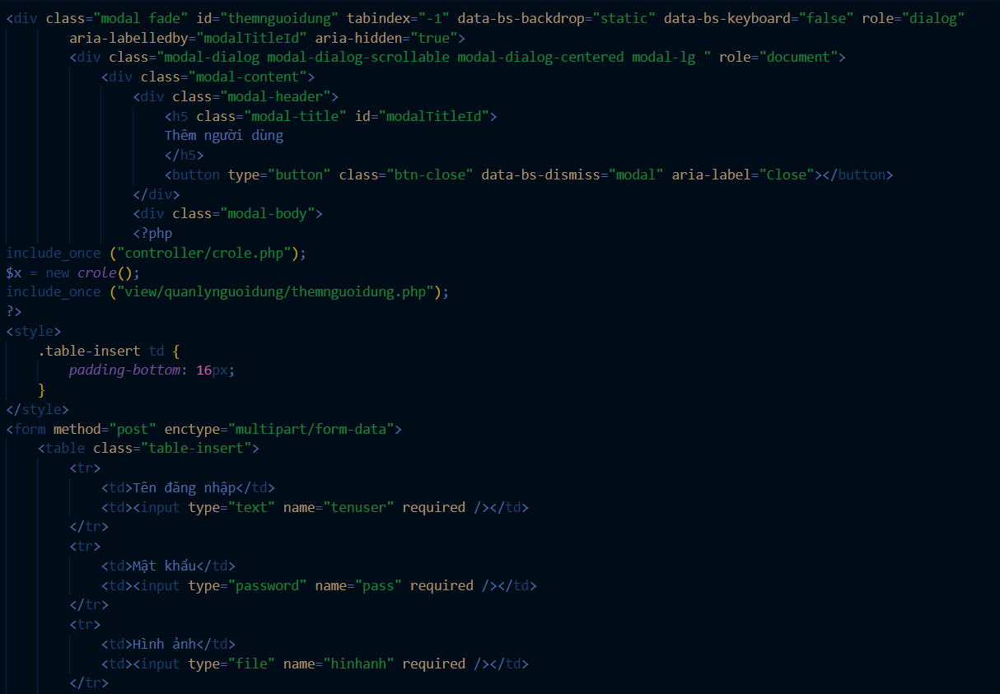 <div class="modal fade" id="themnguoidung" tabindex="-1" data-bs-backdrop="static" data-bs-keyboard="false" role="dialog"
aria-labelledby="modalTitleId" aria-hidden="true">
<div class="modal-dialog modal-dialog-scrollable modal-dialog-centered modal-lg " role="document">
<div class="modal-content">
<div class="modal-header">
<h5 class="modal-title" id="modalTitleId">
Thêm người dùng
</h5>
<button type="button" class="btn-close" data-bs-dismiss="modal" aria-label="Close"></button>
</div>
<div class="modal-body">
<?php
include_once ("controller/crole.php");
$x = new crole();
include_once ("view/quanlynguoidung/themnguoidung.php");
?>
<style>
.table-insert td {
padding-bottom: 16px;
}
</style>
<form method="post" enctype="multipart/form-data">
<table class="table-insert">
<tr>
<td>Tên đăng nhập</td>
<td><input type="text" name="tenuser" required /></td>
</tr>
<tr>
<td>Mật khẩu</td>
<td><input type="password" name="pass" required /></td>
</tr>
<tr>
<td>Hình ảnh</td>
<td><input type="file" name="hinhanh" required /></td>
</tr>